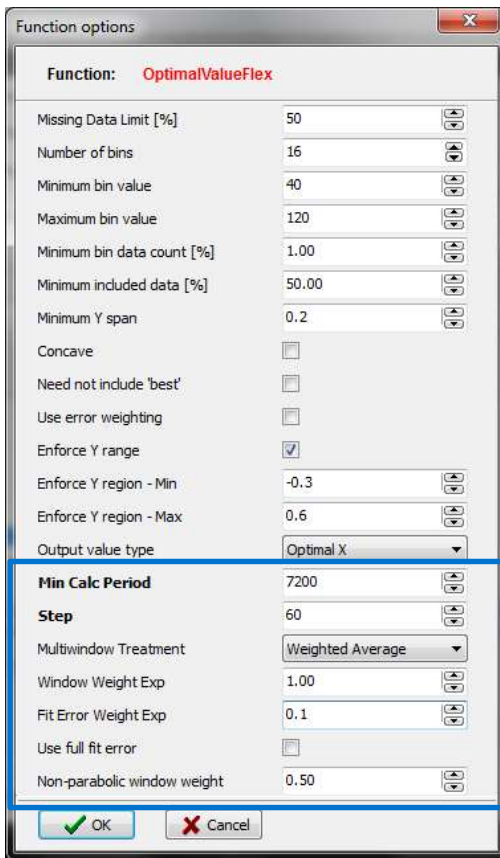 Function options
Function: OptimalValueFlex
Missing Data Limit [%] 50
Number of bins 16
Minimum bin value 40
Maximum bin value 120
Minimum bin data count [%] 1.00
Minimum included data [%] 50.00
Minimum Y span 0.2
Concave
Need not include 'best'
Use error weighting
Enforce Y range
Enforce Y region - Min -0.3
Enforce Y region - Max 0.6
Output value type Optimal X
Min Calc Period 7200
Step 60
Multiwindow Treatment Weighted Average
Window Weight Exp 1.00
Fit Error Weight Exp 0.1
Use full fit error
Non-parabolic window weight 0.50
OK Cancel